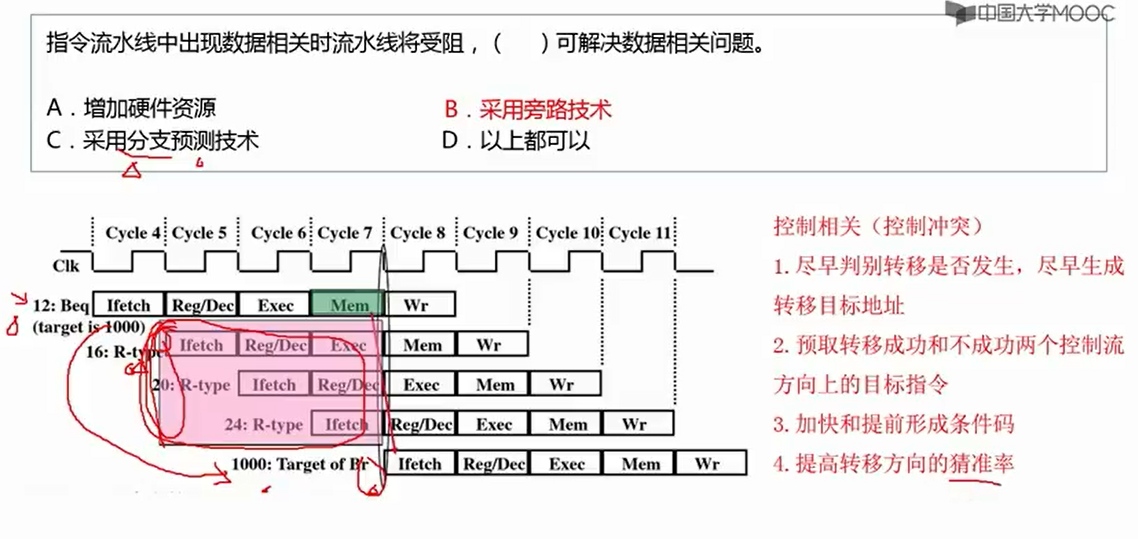 中国大学MOOC
指令流水线中出现数据相关时流水线将受阻，（    ）可解决数据相关问题。
A．增加硬件资源 B．采用旁路技术
C．采用分支预测技术 D．以上都可以
Cycle 4 Cycle 5 Cycle 6 Cycle 7 Cycle 8 Cycle 9 Cycle 10 Cycle 11
Clk
12: Beq Ifetch Reg/Dec Exec Mem Wr
(target is 1000)
16: R-type Ifetch Reg/Dec Exec Mem Wr
20: R-type Ifetch Reg/Dec Exec Mem Wr
24: R-type Ifetch Reg/Dec Exec Mem Wr
1000: Target of Br Ifetch Reg/Dec Exec Mem Wr
控制相关（控制冲突）
1. 尽早判别转移是否发生，尽早生成
转移目标地址
2. 预取转移成功和不成功两个控制流
方向上的目标指令
3. 加快和提前形成条件码
4. 提高转移方向的猜准率